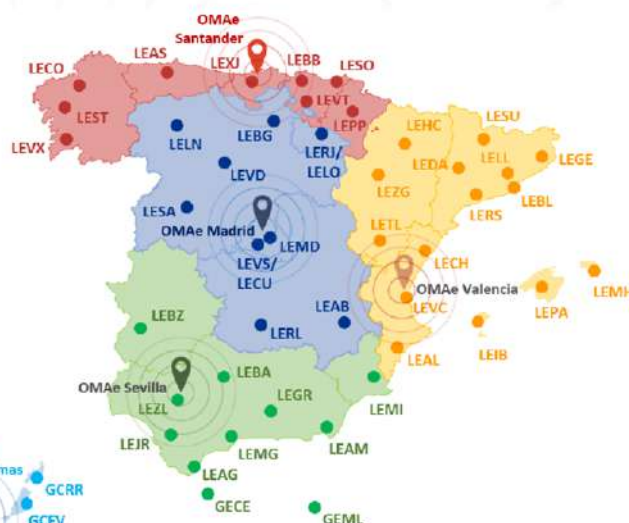 OMAe
Santander
LEAS
LEXJ
LEBB
LESO
LECO
LEST
LEVT
LEPP
LEVX
LELN
LEBG
LERJ/
LELO
LEVD
LEHC
LESU
LEDA
LELL
LEGE
LEZG
LERS
LEBL
LESA
OMAe Madrid
LEMD
LEVS/
LECU
LETL
LECH
OMAe Valencia
LEVC
LEMH
LEPA
LEIB
LEBZ
LERL
LEAB
LEAL
OMAe Sevilla
LEZL
LEBA
LEGR
LEMI
LEJR
LEMG
LEAM
LEAG
GECE
GEML
mas
GCRR
GCFV